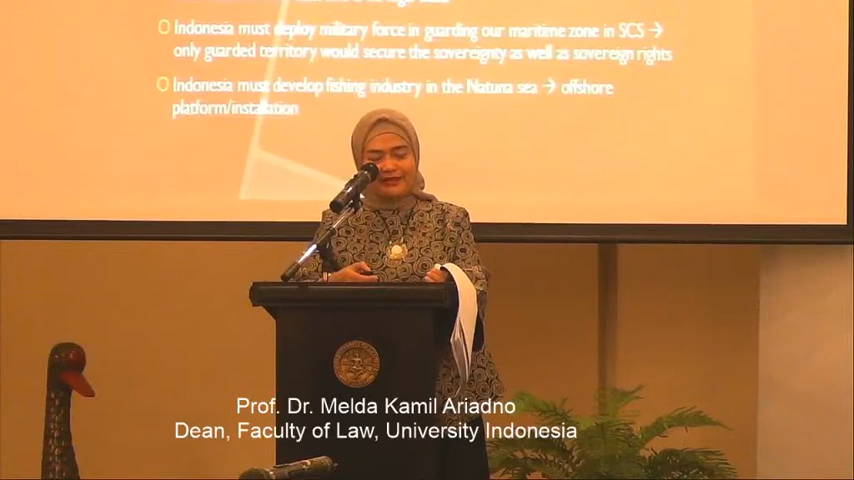 O Indonesia must deploy military force in guarding our maritime zone in SCS →
only guarded territory would secure the sovereignty as well as sovereign rights
O Indonesia must develop fishing industry in the Natuna sea → offshore
platform/installation
Prof. Dr. Melda Kamil Ariadno
Dean, Faculty of Law, University Indonesia